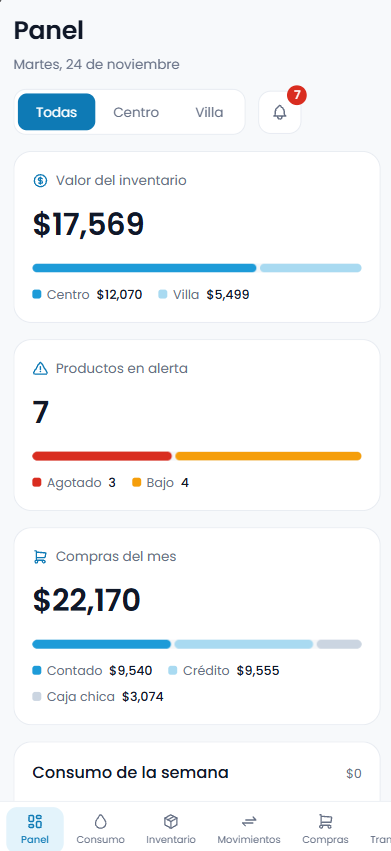 Panel
Martes, 24 de noviembre
Todas Centro Villa 7
Valor del inventario
$17,569
Centro $12,070 Villa $5,499
Productos en alerta
7
Agotado 3 Bajo 4
Compras del mes
$22,170
Contado $9,540 Crédito $9,555
Caja chica $3,074
Consumo de la semana $0
Panel Consumo Inventario Movimientos Compras Tran